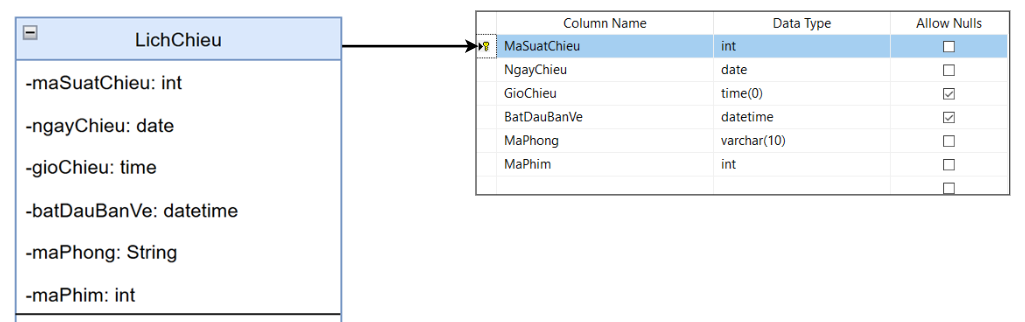 LichChieu
-maSuatChieu: int
-ngayChieu: date
-gioChieu: time
-batDauBanVe: datetime
-maPhong: String
-maPhim: int
Column Name Data Type Allow Nulls
MaSuatChieu int
NgayChieu date
GioChieu time(0)
BatDauBanVe datetime
MaPhong varchar(10)
MaPhim int